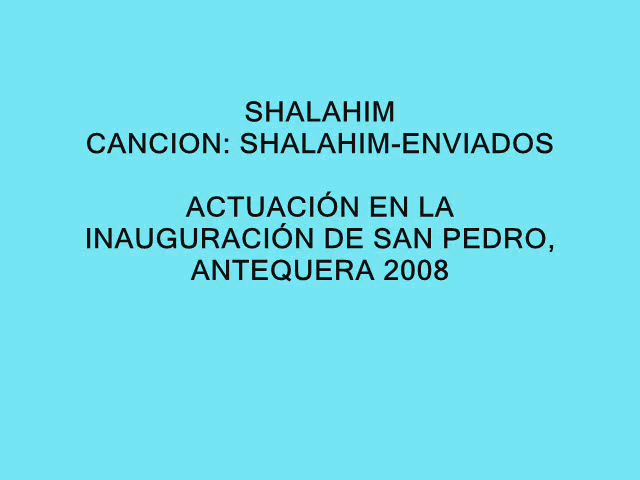 SHALAHIM
CANCION: SHALAHIM-ENVIADOS
ACTUACIÓN EN LA
INAUGURACIÓN DE SAN PEDRO,
ANTEQUERA 2008